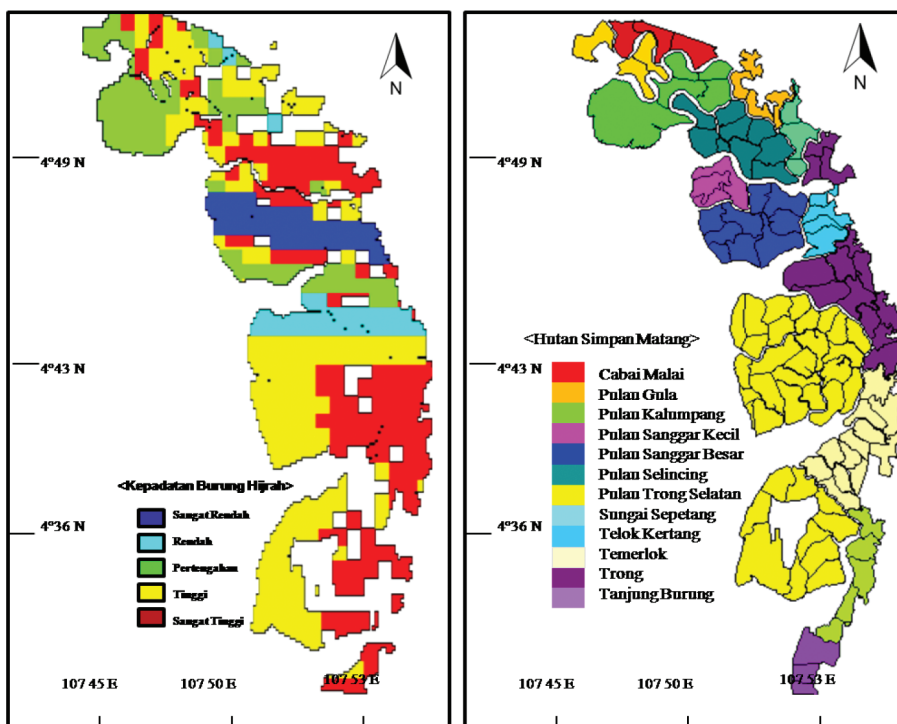 N
4°49 N
4°43 N
4°36 N
<Kepadatan Burung Hijrah>
Sangat Rendah
Rendah
Pertengahan
Tinggi
Sangat Tinggi
107 45 E
107 50 E
107 53 E
N
4°49 N
4°43 N
4°36 N
<Hutan Simpan Matang>
Cabai Malai
Pulau Gula
Pulau Kalumpang
Pulau Sanggar Kecil
Pulau Sanggar Besar
Pulau Selincing
Pulau Trong Selatan
Sungai Sepetang
Telok Kertang
Temerlok
Trong
Tanjung Burung
107 45 E
107 50 E
107 53 E